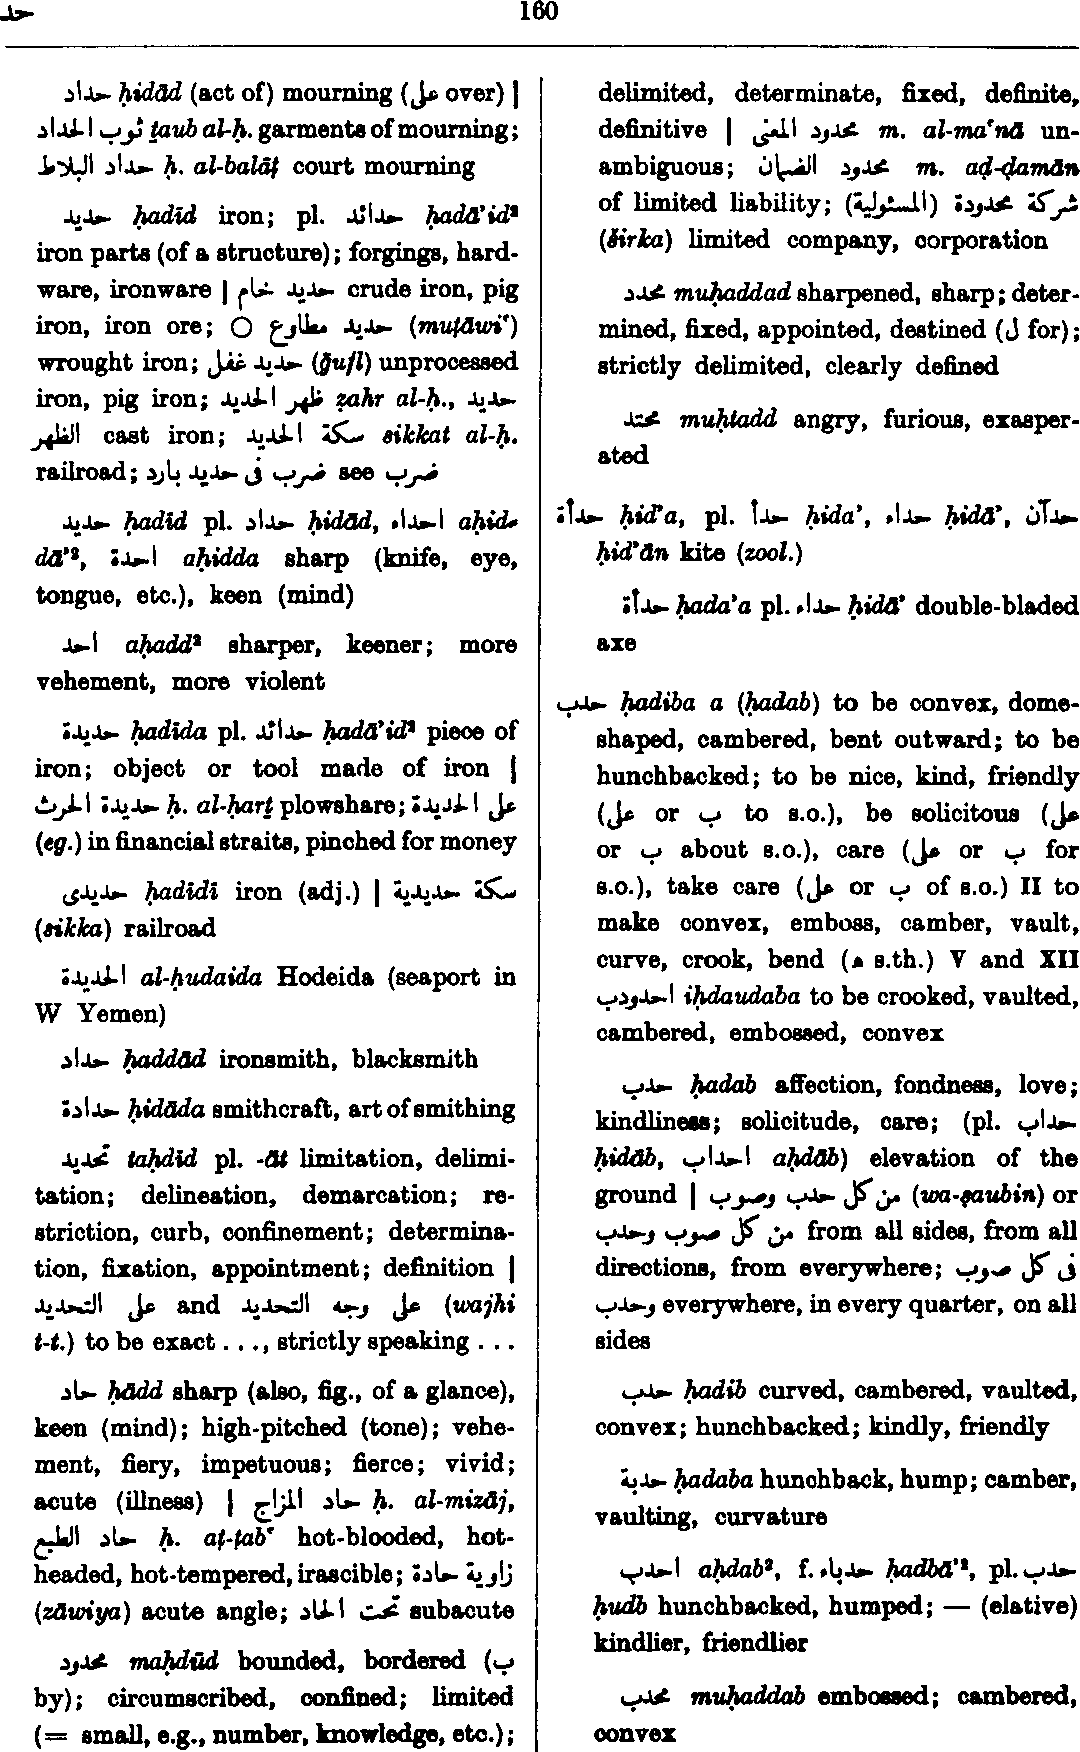 حد
160
حداد ḥidād (act of) mourning (على over) |
ثوب الحداد ṯaub al-ḥ. garments of mourning;
حداد البلاط ḥ. al-balāṭ court mourning
حديد ḥadīd iron; pl. حدائد ḥadā'id²
iron parts (of a structure); forgings, hard-
ware, ironware | حديد خام crude iron, pig
iron, iron ore; ○ حديد مطاوع (muṭāwi‘)
wrought iron; حديد غفل (ḡufl) unprocessed
iron, pig iron; ظهر الحديد ẓahr al-ḥ., حديد
الظهر cast iron; سكة الحديد sikkat al-ḥ.
railroad; ضرب فى حديد بارد see ضرب
حديد ḥadīd pl. حداد ḥidād, احداء aḥid-
dā'², احدة aḥidda sharp (knife, eye,
tongue, etc.), keen (mind)
احد aḥadd² sharper, keener; more
vehement, more violent
حديدة ḥadīda pl. حدائد ḥadā'id² piece of
iron; object or tool made of iron |
حديدة الحرث ḥ. al-ḥarṯ plowshare; على الحديدة
(eg.) in financial straits, pinched for money
حديدى ḥadīdī iron (adj.) | سكة حديدية
(sikka) railroad
الحديدة al-ḥudaida Hodeida (seaport in
W Yemen)
حداد ḥaddād ironsmith, blacksmith
حدادة ḥidāda smithcraft, art of smithing
تحديد taḥdīd pl. -āt limitation, delimi-
tation; delineation, demarcation; re-
striction, curb, confinement; determina-
tion, fixation, appointment; definition |
على التحديد and على وجه التحديد (wajhi
t-t.) to be exact . . ., strictly speaking . . .
حاد ḥādd sharp (also, fig., of a glance),
keen (mind); high-pitched (tone); vehe-
ment, fiery, impetuous; fierce; vivid;
acute (illness) | حاد المزاج ḥ. al-mizāj,
حاد الطبع ḥ. aṭ-ṭab‘ hot-blooded, hot-
headed, hot-tempered, irascible; زاوية حادة
(zāwiya) acute angle; تحت الحاد subacute
محدود maḥdūd bounded, bordered (ب
by); circumscribed, confined; limited
(= small, e.g., number, knowledge, etc.);
delimited, determinate, fixed, definite,
definitive | محدود المعنى m. al-ma‘nā un-
ambiguous; محدود الضمان m. aḍ-ḍamān
of limited liability; شركة محدودة (المسئولية)
(širka) limited company, corporation
محدد muḥaddad sharpened, sharp; deter-
mined, fixed, appointed, destined (ل for);
strictly delimited, clearly defined
محتد muḥtadd angry, furious, exasper-
ated
حدأة ḥid'a, pl. حدأ ḥida', حداء ḥidā', حدآن
ḥid'ān kite (zool.)
حدأة ḥada'a pl. حداء ḥidā' double-bladed
axe
حدب ḥadiba a (ḥadab) to be convex, dome-
shaped, cambered, bent outward; to be
hunchbacked; to be nice, kind, friendly
(على or ب to s.o.), be solicitous (على
or ب about s.o.), care (على or ب for
s.o.), take care (على or ب of s.o.) II to
make convex, emboss, camber, vault,
curve, crook, bend (ه s.th.) V and XII
احدودب iḥdaudaba to be crooked, vaulted,
cambered, embossed, convex
حدب ḥadab affection, fondness, love;
kindliness; solicitude, care; (pl. حداب
ḥidāb, احداب aḥdāb) elevation of the
ground | من كل حدب وصوب (wa-ṣaubin) or
من كل صوب وحدب from all sides, from all
directions, from everywhere; فى كل صوب
وحدب everywhere, in every quarter, on all
sides
حدب ḥadib curved, cambered, vaulted,
convex; hunchbacked; kindly, friendly
حدبة ḥadaba hunchback, hump; camber,
vaulting, curvature
احدب aḥdab², f. حدباء ḥadbā'², pl. حدب
ḥudb hunchbacked, humped; — (elative)
kindlier, friendlier
محدب muḥaddab embossed; cambered,
convex